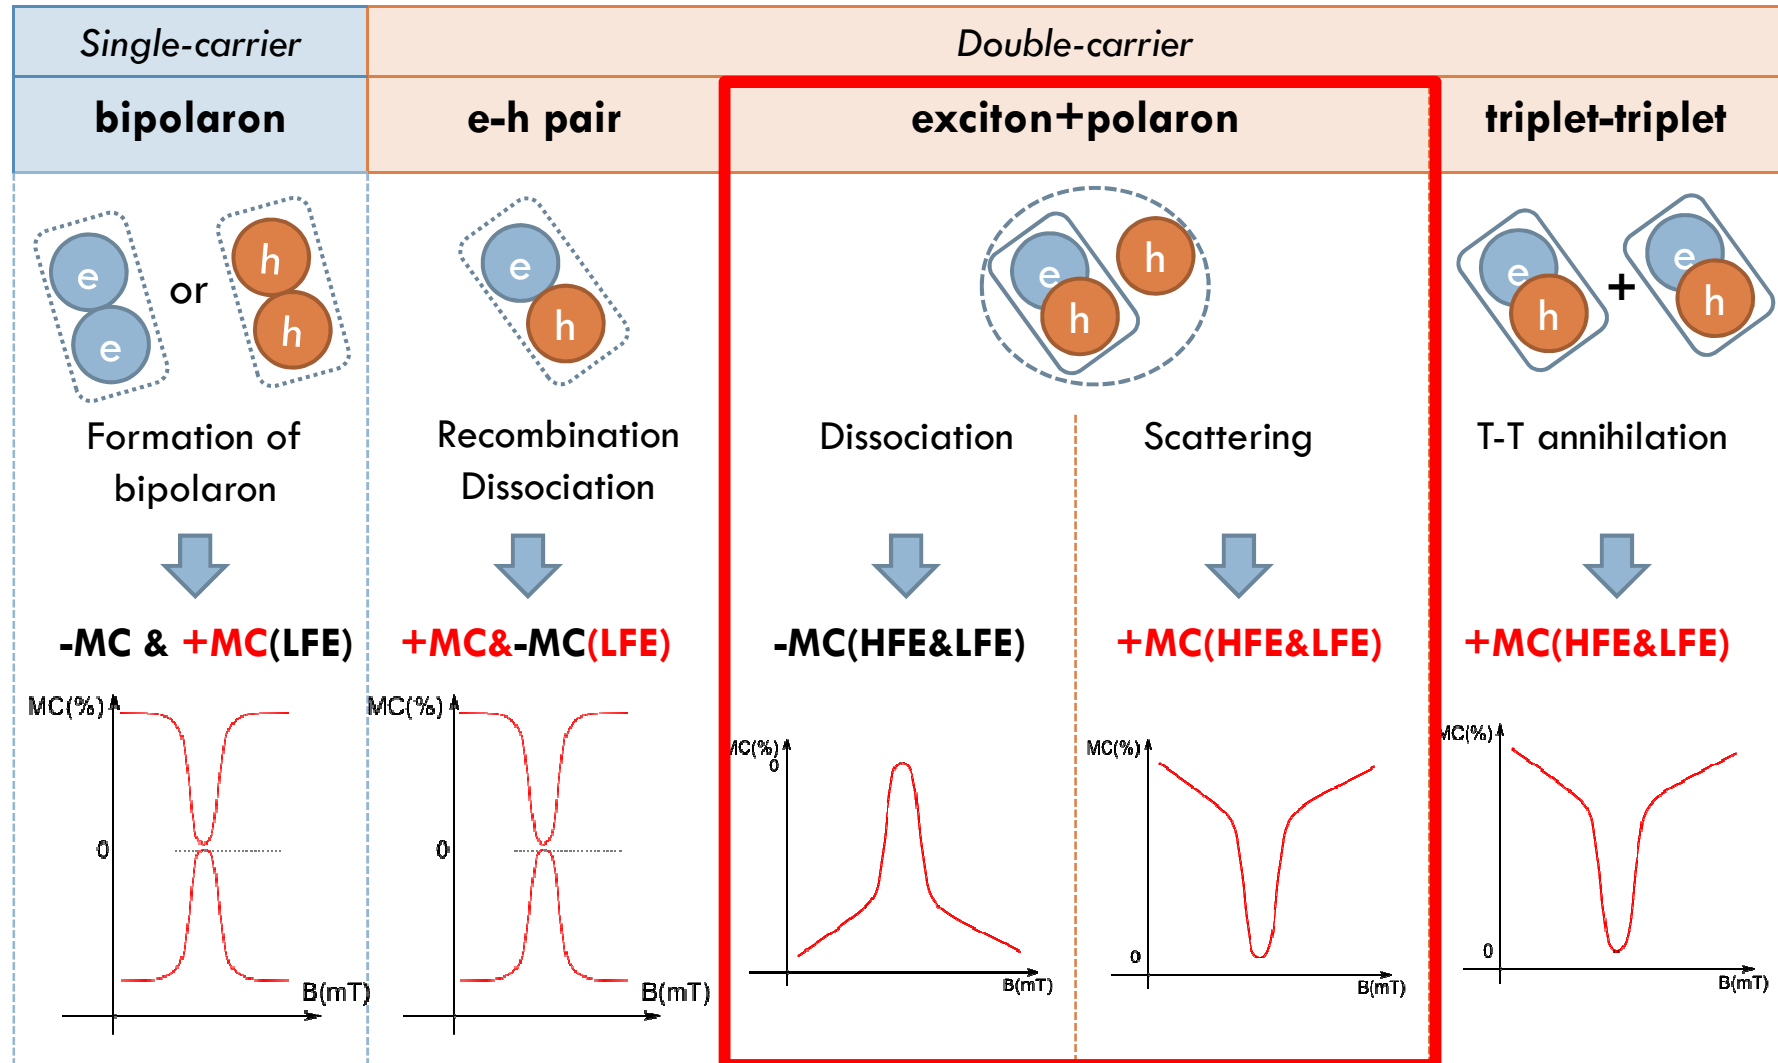 Single-carrier
Double-carrier
bipolaron
e-h pair
exciton+polaron
triplet-triplet
e
e
or
h
h
e
h
e
h
h
e
h
+
e
h
Formation of
bipolaron
Recombination
Dissociation
Dissociation
Scattering
T-T annihilation
-MC & +MC(LFE)
+MC&-MC(LFE)
-MC(HFE&LFE)
+MC(HFE&LFE)
+MC(HFE&LFE)
MC(%)
0
B(mT)
MC(%)
0
B(mT)
MC(%)
0
B(mT)
MC(%)
0
B(mT)
MC(%)
0
B(mT)